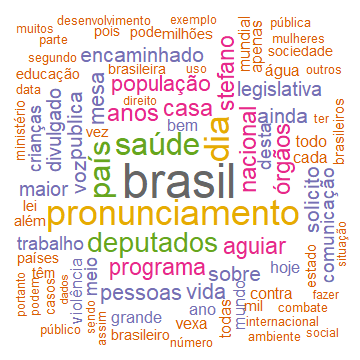 desenvolvimento exemplo pública
muitos pois pode milhões mulheres
parte encaminhado mundial apenas sociedade
segundo brasileira stefano água outros
educação mesa população legislativa
data uso
ministério crianças divulgado voz publica direito
anos casa dia nacional desta ainda órgãos ter brasileiros
vez bem todo
país saúde cada
maior brasil
lei pronunciamento solicito comunicação situação
além
trabalho deputados aguiar
países programa sobre hoje estado
têm violência meio
portanto podem casos dados pessoas vida mundo contra fazer
sendo assim ano todas mil combate
grande vexa internacional
público brasileiro número ambiente social